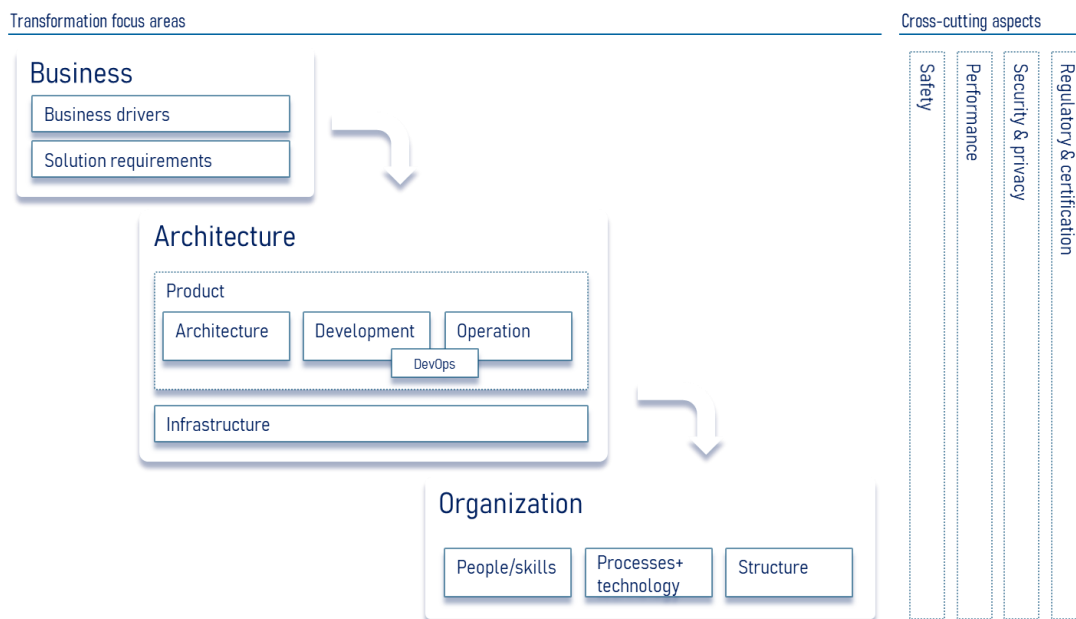 Transformation focus areas
Cross-cutting aspects
Business
Business drivers
Solution requirements
Architecture
Product
Architecture
Development
Operation
DevOps
Infrastructure
Organization
People/skills
Processes+
technology
Structure
Safety
Performance
Security & privacy
Regulatory & certification